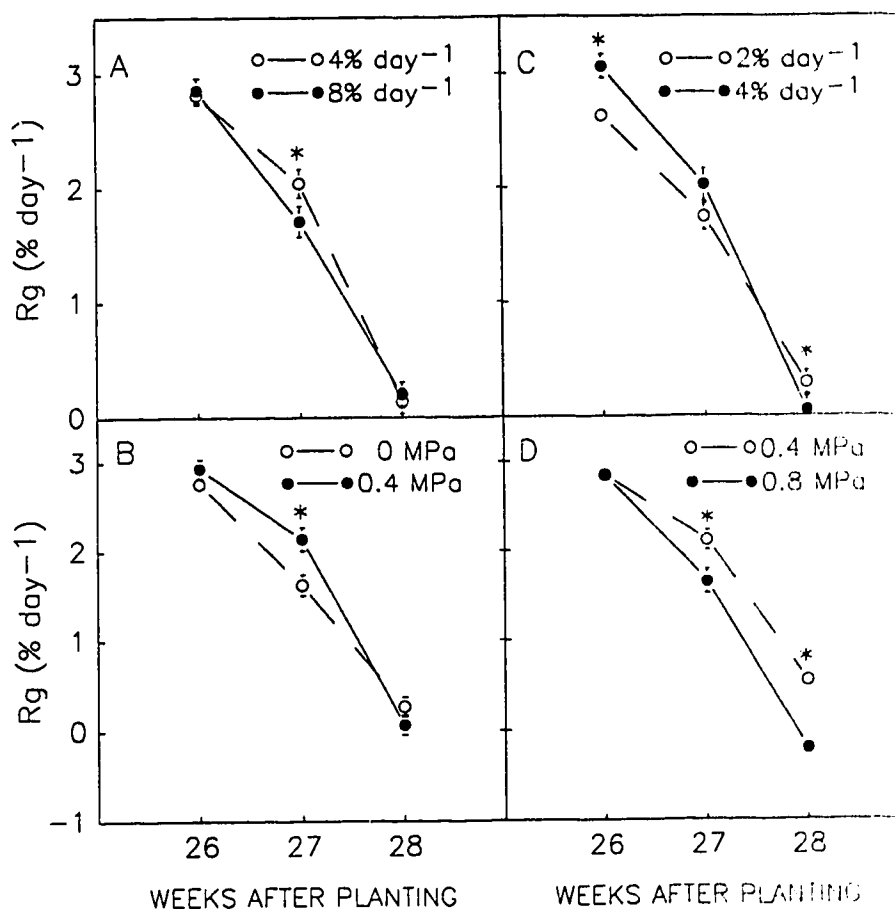 A
4% day-1
8% day-1
*
3
2
1
0
Rg (% day-1)
C
2% day-1
4% day-1
*
*
B
0 MPa
0.4 MPa
*
3
2
1
0
-1
Rg (% day-1)
26 27 28
WEEKS AFTER PLANTING
D
0.4 MPa
0.8 MPa
*
*
26 27 28
WEEKS AFTER PLANTING